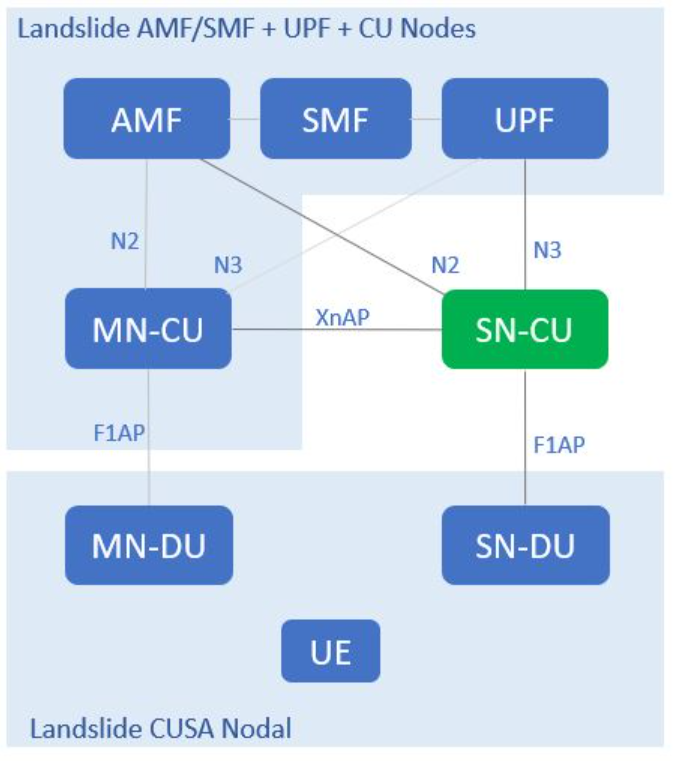 Landslide AMF/SMF + UPF + CU Nodes
AMF
SMF
UPF
N2
N3
N2
N3
MN-CU
XnAP
SN-CU
F1AP
F1AP
MN-DU
SN-DU
UE
Landslide CUSA Nodal